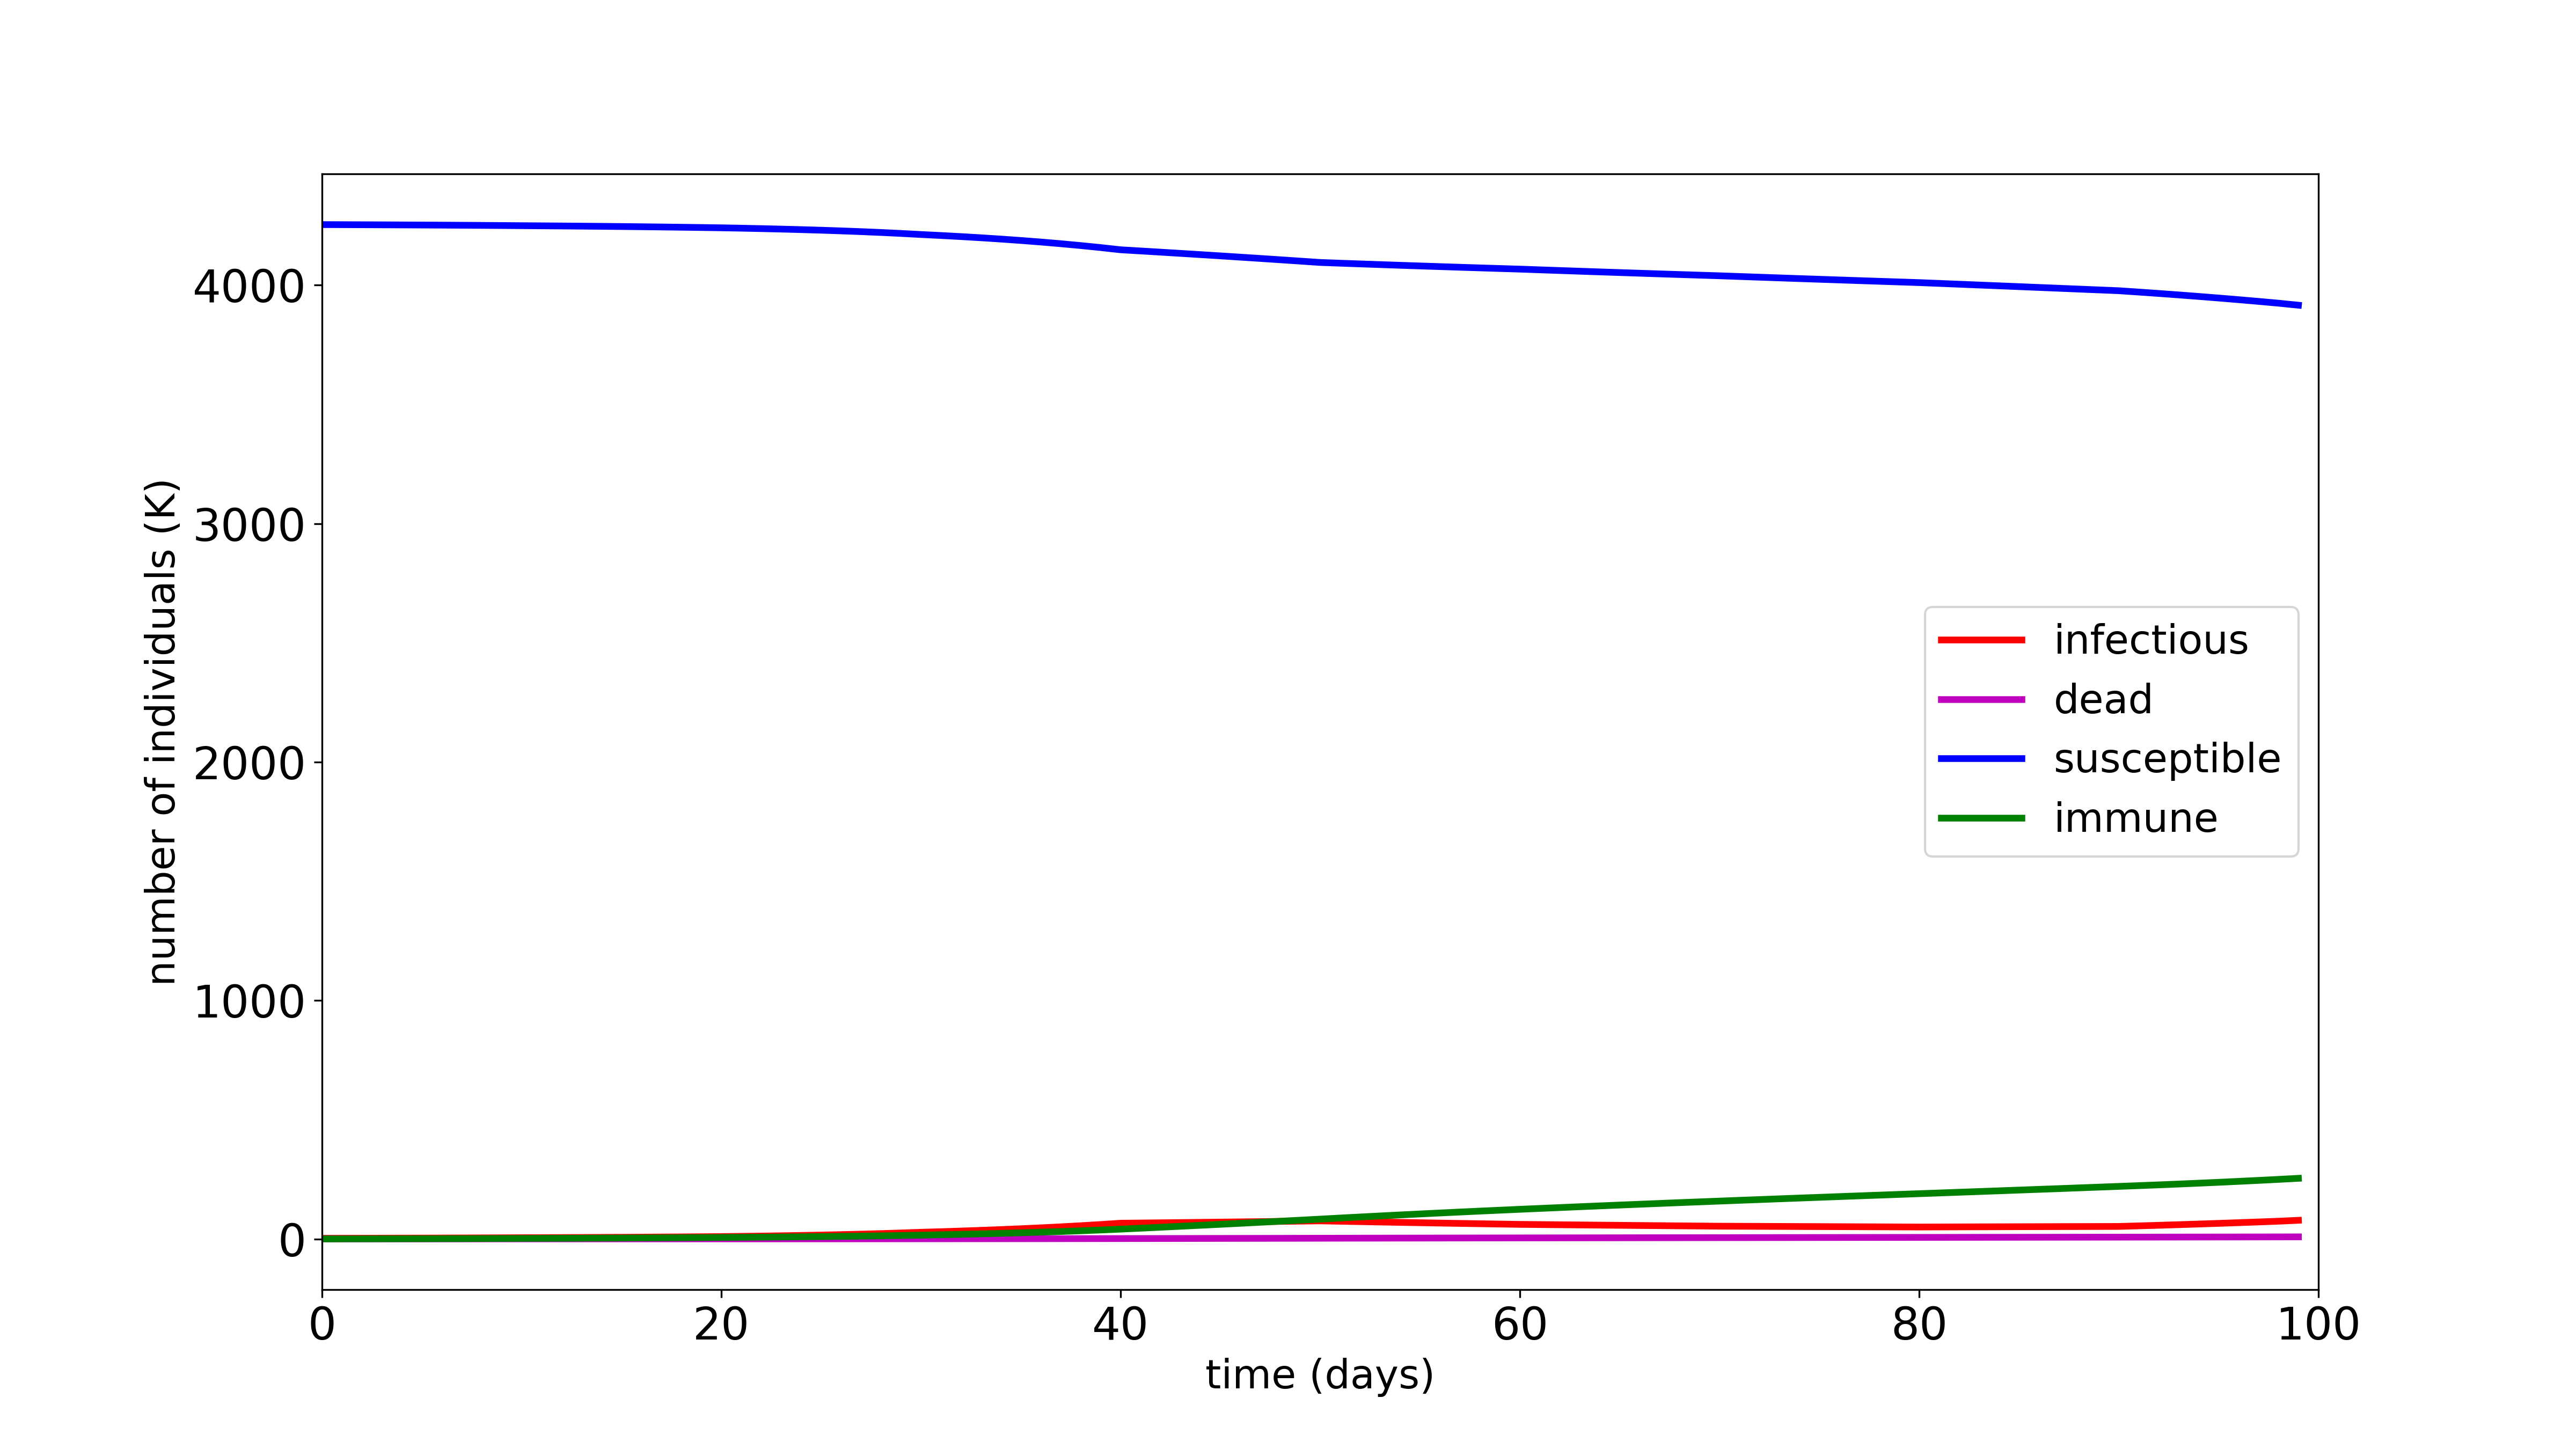 number of individuals (K)
4000
3000
2000
1000
0
infectious
dead
susceptible
immune
0 20 40 60 80 100
time (days)